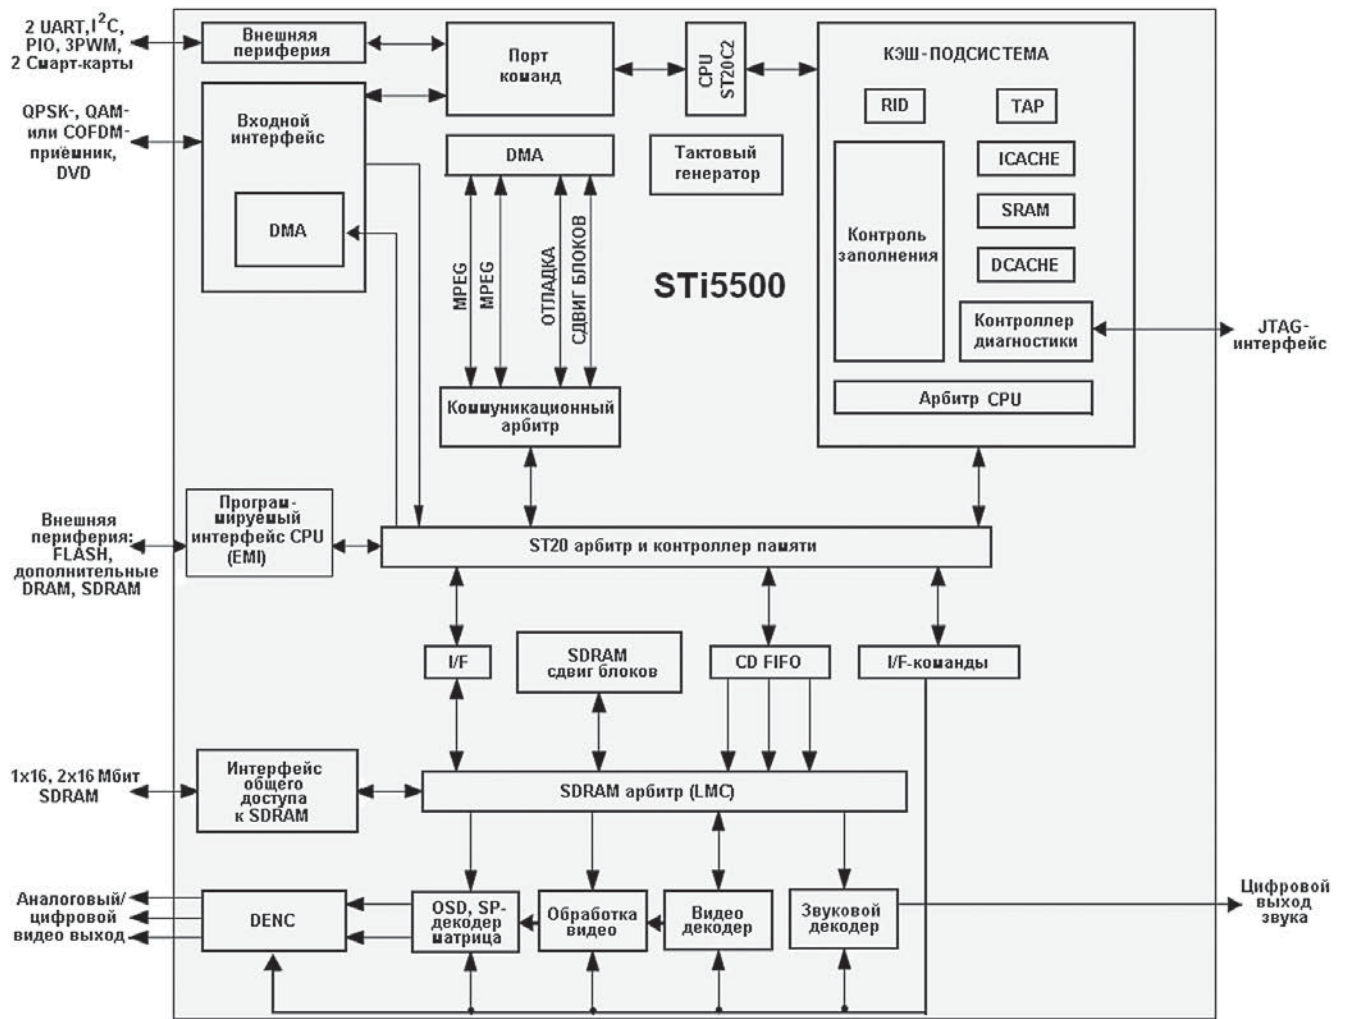 2 UART, I²C,
PIO, 3PWM,
2 Смарт-карты
Внешняя
периферия
Порт
команд
CPU
ST20C2
КЭШ-ПОДСИСТЕМА
RID
TAP
QPSK-, QAM-
или COFDM-
приёмник,
DVD
Входной
интерфейс
DMA
DMA
Тактовый
генератор
ICACHE
SRAM
DCACHE
Контроль
заполнения
MPEG
MPEG
ОТЛАДКА
СДВИГ БЛОКОВ
STi5500
Контроллер
диагностики
JTAG-
интерфейс
Арбитр CPU
Коммуникационный
арбитр
Внешняя
периферия:
FLASH,
дополнительные
DRAM, SDRAM
Програм-
мируемый
интерфейс CPU
(EMI)
ST20 арбитр и контроллер памяти
I/F
SDRAM
сдвиг блоков
CD FIFO
I/F-команды
1x16, 2x16 Мбит
SDRAM
Интерфейс
общего
доступа
к SDRAM
SDRAM арбитр (LMC)
Аналоговый/
цифровой
видео выход
DENC
OSD, SP-
декодер
матрица
Обработка
видео
Видео
декодер
Звуковой
декодер
Цифровой
выход
звука